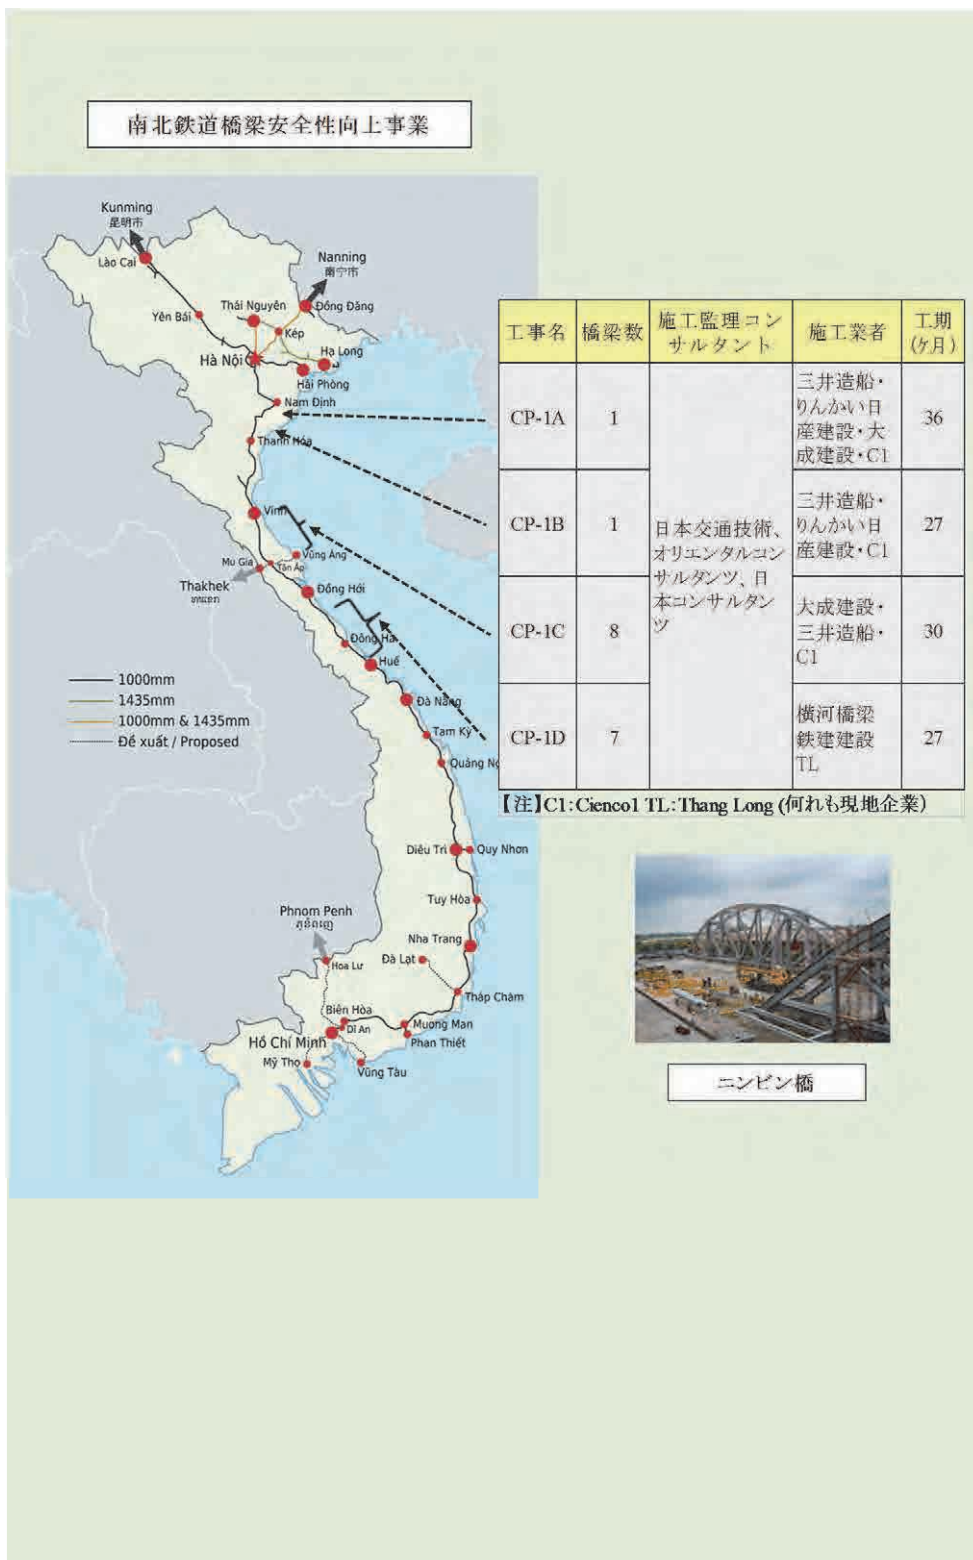 南北鉄道橋梁安全性向上事業
Kunming
昆明市
Lào Cai
Nanning
南宁市
Đồng Đăng
Thái Nguyên
Yên Bái
Kép
Hà Nội
Hạ Long
Hải Phòng
Nam Định
Thanh Hóa
Vinh
Vũng Áng
Mu Gia
Tân Ấp
Thakhek
Đồng Hới
Đông Hà
Huế
1000mm
1435mm
1000mm & 1435mm
Đề xuất / Proposed
Đà Nẵng
Tam Kỳ
Quảng Ng
Diêu Trì
Quy Nhơn
Tuy Hòa
Phnom Penh
ភ្នំពេញ
Nha Trang
Đà Lạt
Hoa Lư
Tháp Chàm
Biên Hòa
Dĩ An
Mương Mán
Hồ Chí Minh
Phan Thiết
Mỹ Tho
Vũng Tàu
工事名
橋梁数
施工監理コン
サルタント
施工業者
工期
(ケ月)
CP-1A
1
三井造船・
りんかい日
産建設・大
成建設・C1
36
CP-1B
1
三井造船・
りんかい日
産建設・C1
27
日本交通技術、
オリエンタルコン
サルタンツ、日
本コンサルタン
ツ
CP-1C
8
大成建設・
三井造船・
C1
30
CP-1D
7
横河橋梁
鉄建建設
TL
27
【注】C1:Cienco1 TL:Thang Long (何れも現地企業）
ニンビン橋